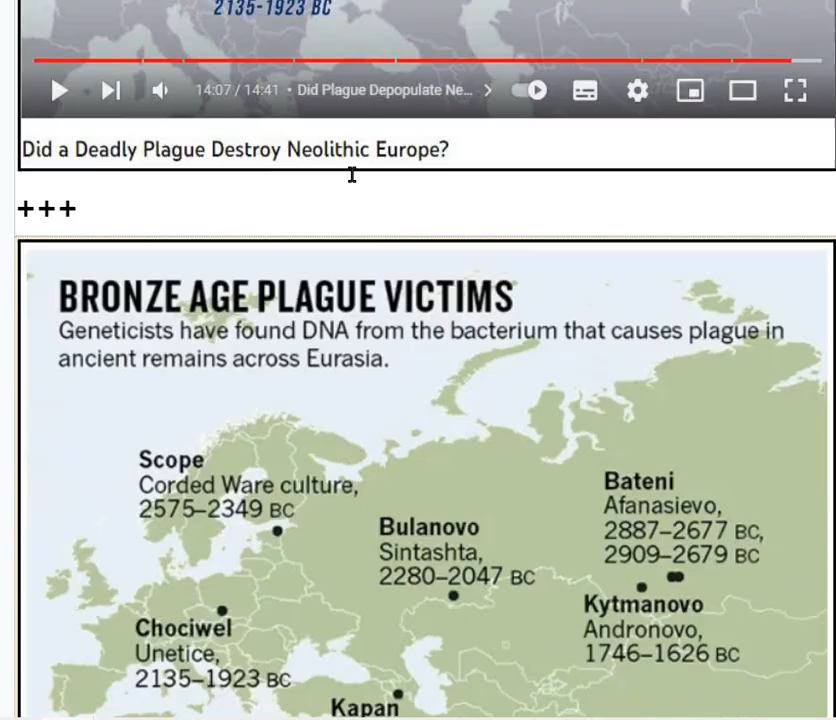 2135-1923 BC
14:07 / 14:41 • Did Plague Depopulate Ne...
Did a Deadly Plague Destroy Neolithic Europe?
+++
BRONZE AGE PLAGUE VICTIMS
Geneticists have found DNA from the bacterium that causes plague in
ancient remains across Eurasia.
Scope
Corded Ware culture,
2575–2349 BC
Bateni
Afanasievo,
2887–2677 BC,
2909–2679 BC
Bulanovo
Sintashta,
2280–2047 BC
Kytmanovo
Andronovo,
1746–1626 BC
Chociwel
Unetice,
2135–1923 BC
Kapan